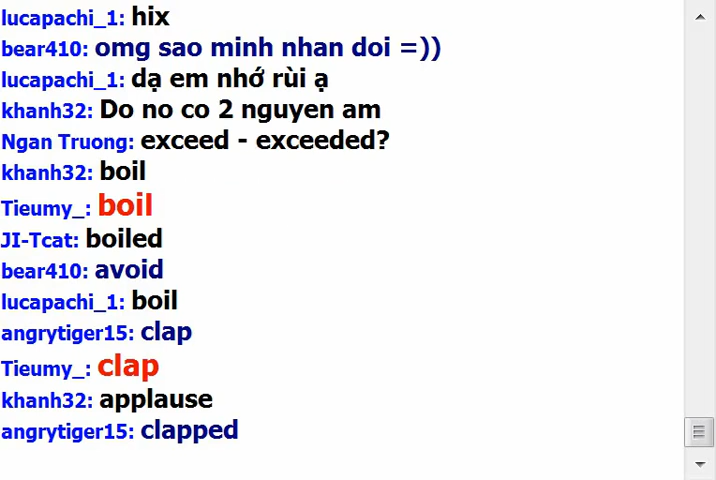 lucapachi_1: hix
bear410: omg sao minh nhan doi =))
lucapachi_1: dạ em nhớ rùi ạ
khanh32: Do no co 2 nguyen am
Ngan Truong: exceed - exceeded?
khanh32: boil
Tieumy_: boil
JI-Tcat: boiled
bear410: avoid
lucapachi_1: boil
angrytiger15: clap
Tieumy_: clap
khanh32: applause
angrytiger15: clapped